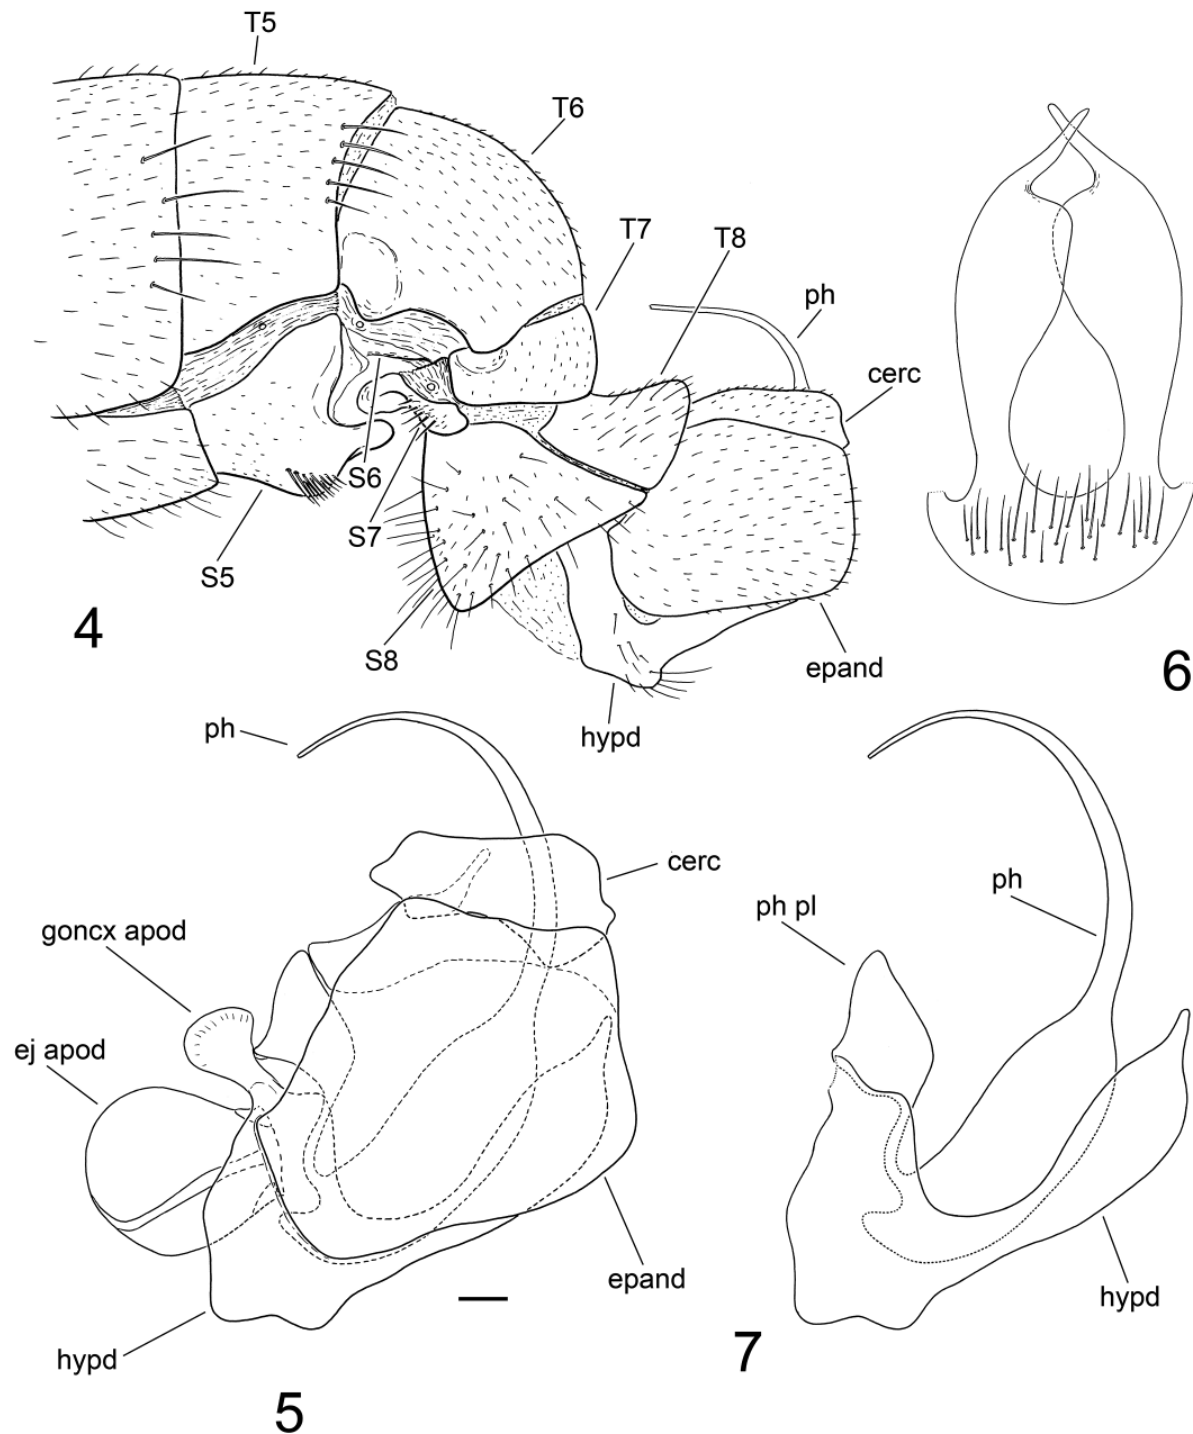 T5
T6
T7
T8
ph
cerc
S6
S7
S5
S8
4
epand
hypd
6
ph
cerc
goncx apod
ej apod
epand
hypd
5
ph
ph pl
hypd
7